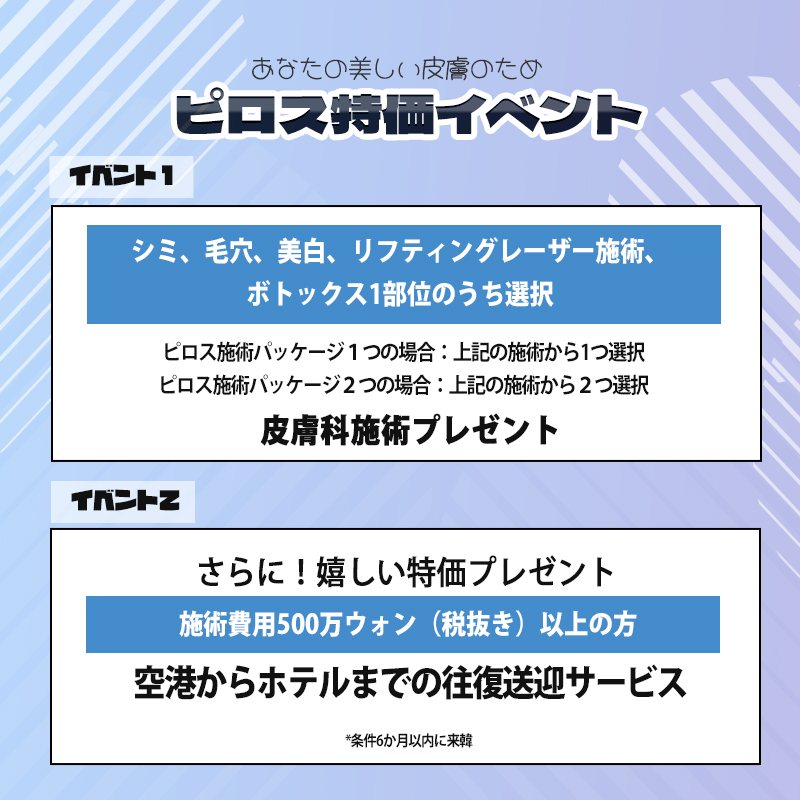 あなたの美しい皮膚のため
ピロス特価イベント
イベント1
シミ、毛穴、美白、リフティングレーザー施術、
ボトックス1部位のうち選択
ピロス施術パッケージ１つの場合：上記の施術から1つ選択
ピロス施術パッケージ２つの場合：上記の施術から２つ選択
皮膚科施術プレゼント
イベント2
さらに！嬉しい特価プレゼント
施術費用500万ウォン（税抜き）以上の方
空港からホテルまでの往復送迎サービス
*条件6か月以内に来韓